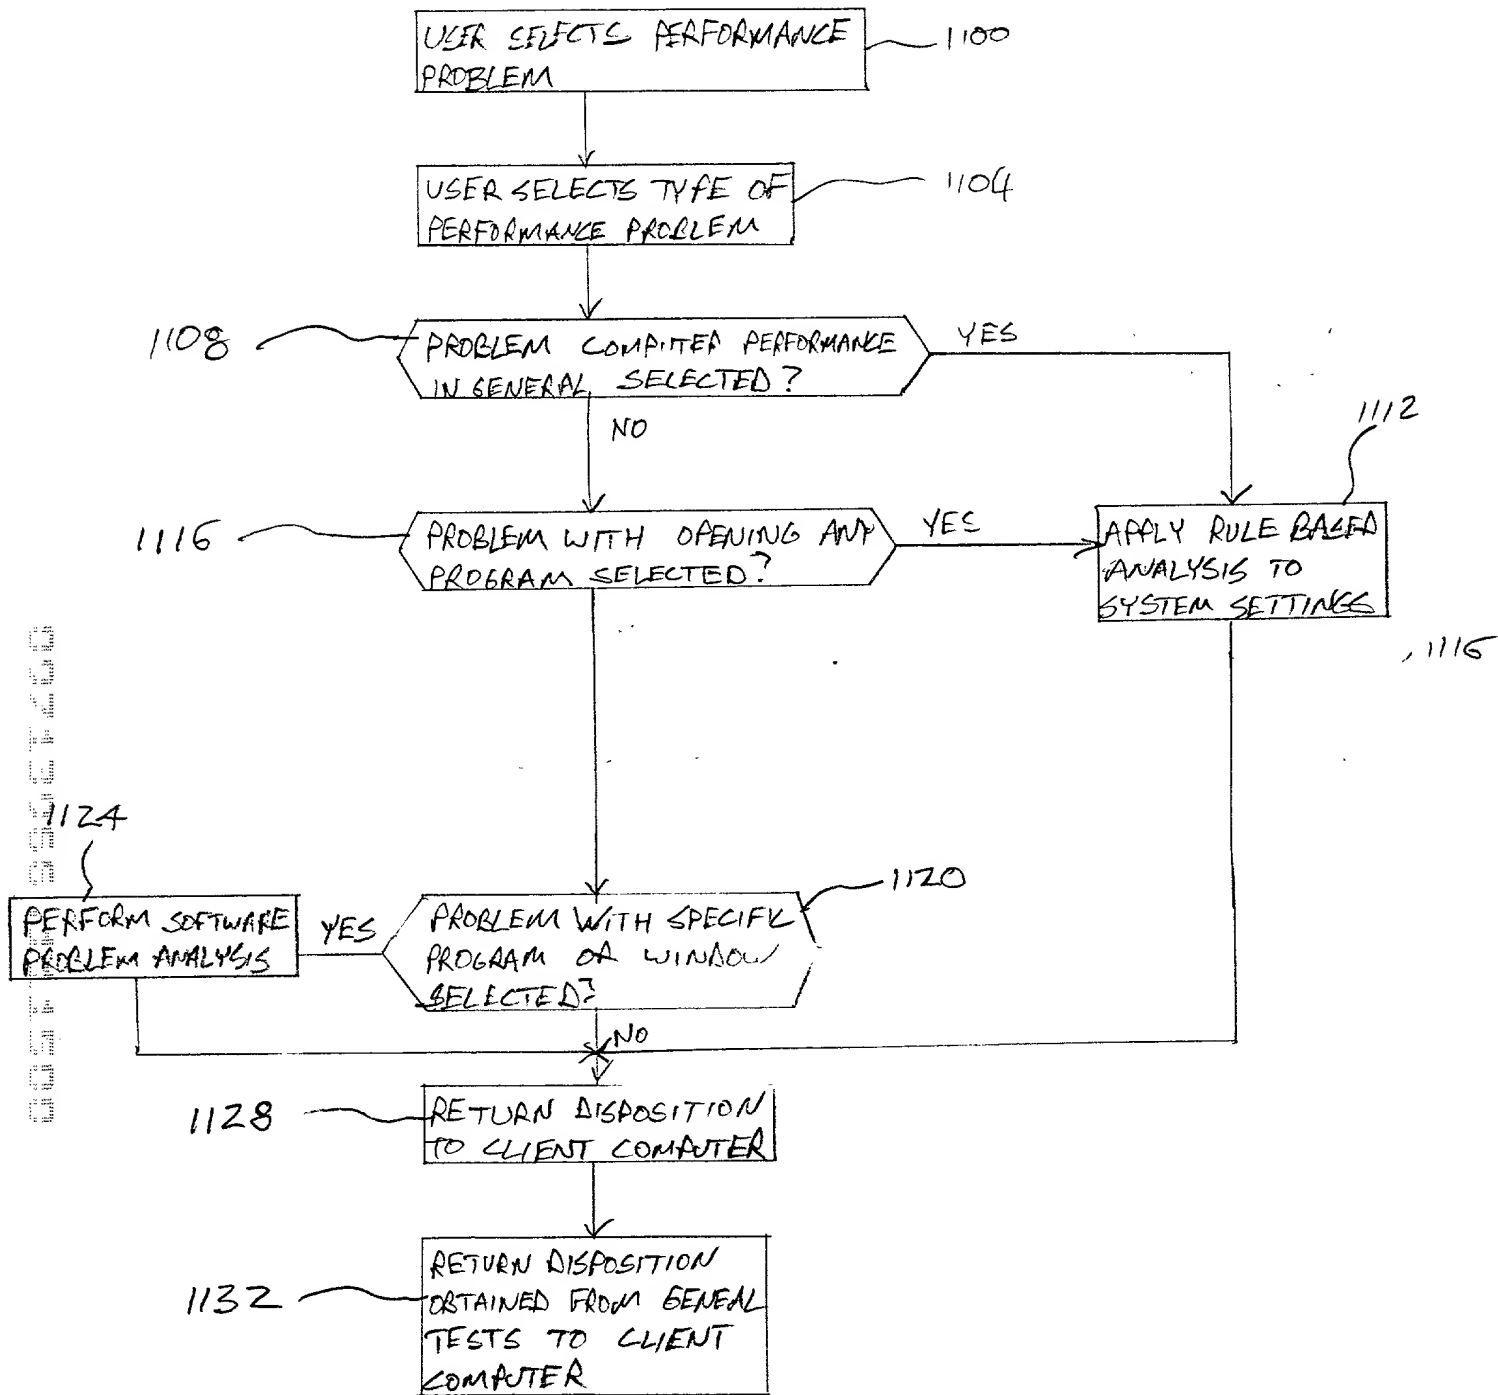 USER SELECTS PERFORMANCE
PROBLEM
1100
USER SELECTS TYPE OF
PERFORMANCE PROBLEM
1104
1108
PROBLEM COMPUTER PERFORMANCE
IN GENERAL SELECTED?
YES
NO
1112
1116
PROBLEM WITH OPENING ANY
PROGRAM SELECTED?
YES
APPLY RULE BASED
ANALYSIS TO
SYSTEM SETTINGS
1116
1124
PERFORM SOFTWARE
PROBLEM ANALYSIS
YES
PROBLEM WITH SPECIFIC
PROGRAM OR WINDOW
SELECTED?
1120
NO
1128
RETURN DISPOSITION
TO CLIENT COMPUTER
1132
RETURN DISPOSITION
OBTAINED FROM GENEAL
TESTS TO CLIENT
COMPUTER